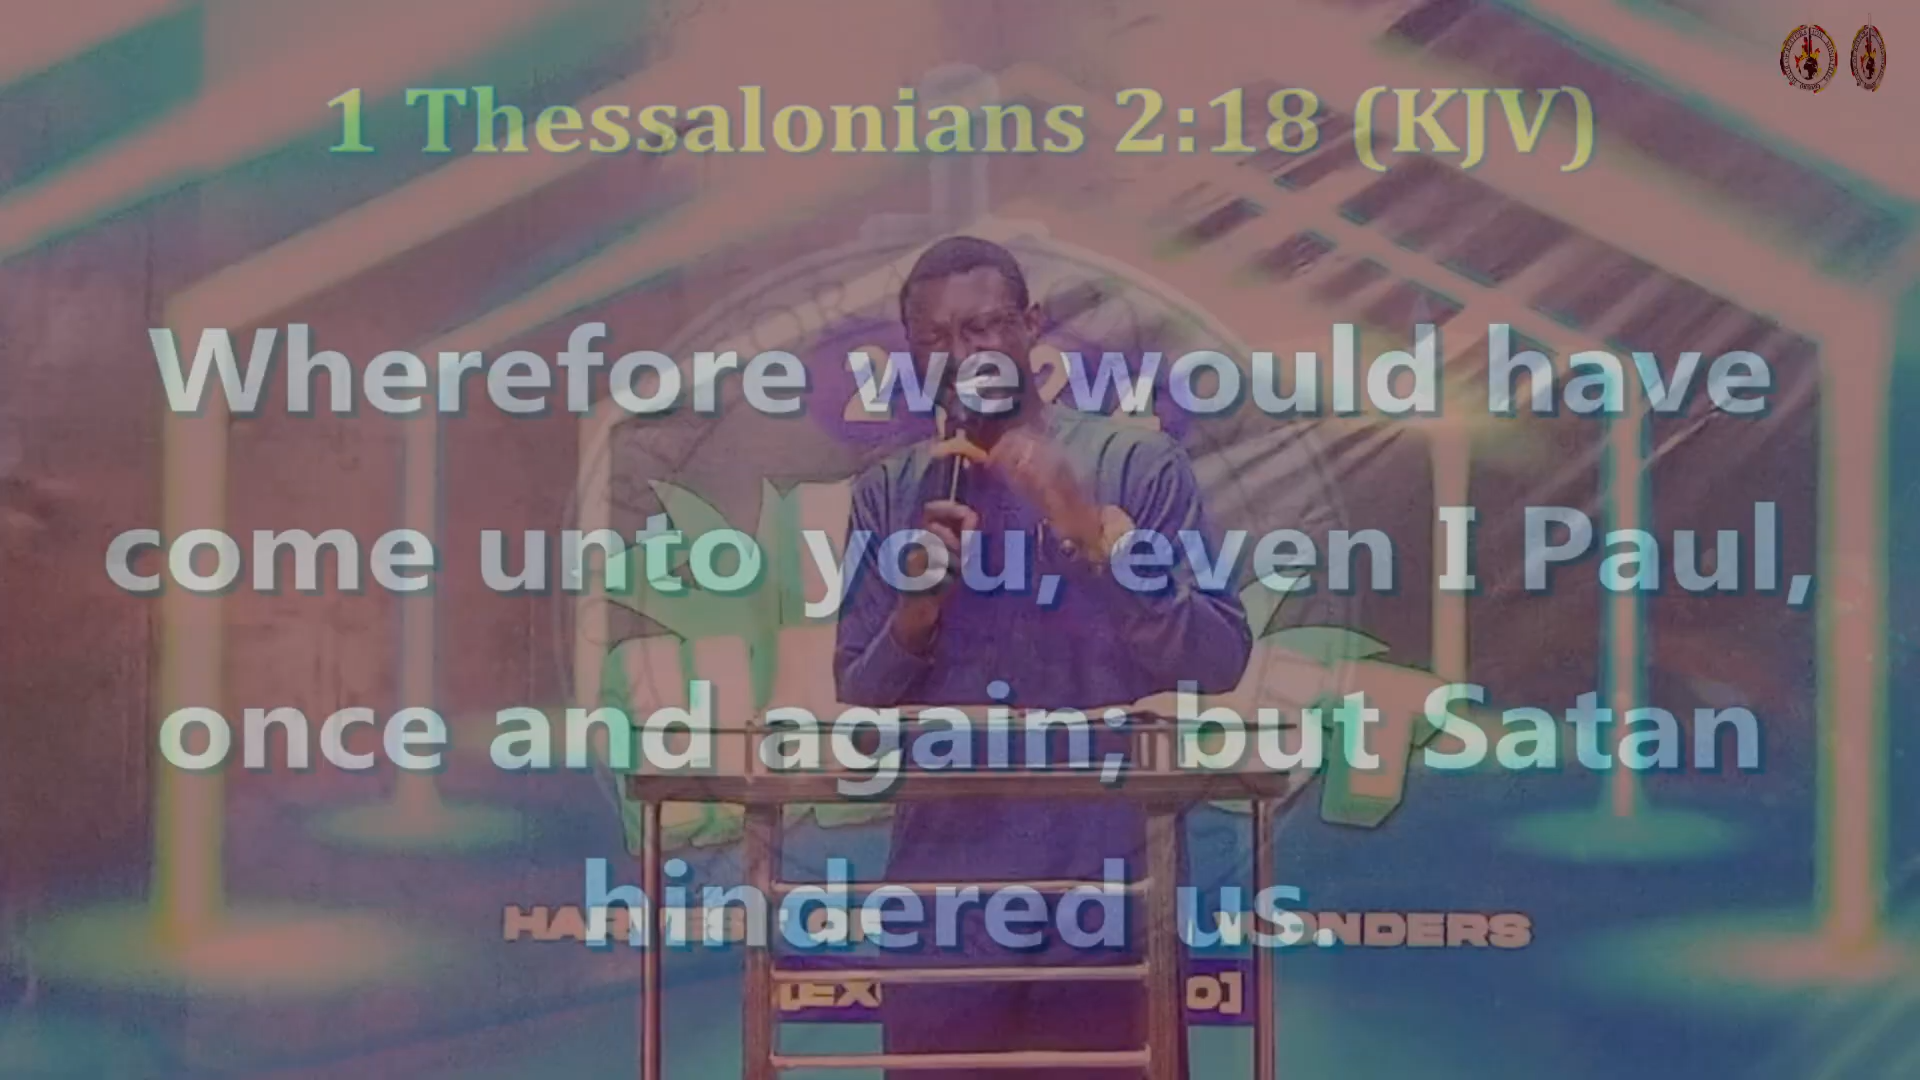 1 Thessalonians 2:18 (KJV)
Wherefore we would have
come unto you, even I Paul,
once and again; but Satan
hindered us.